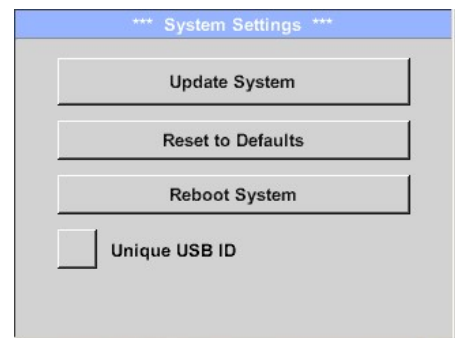 *** System Settings ***
Update System
Reset to Defaults
Reboot System
Unique USB ID